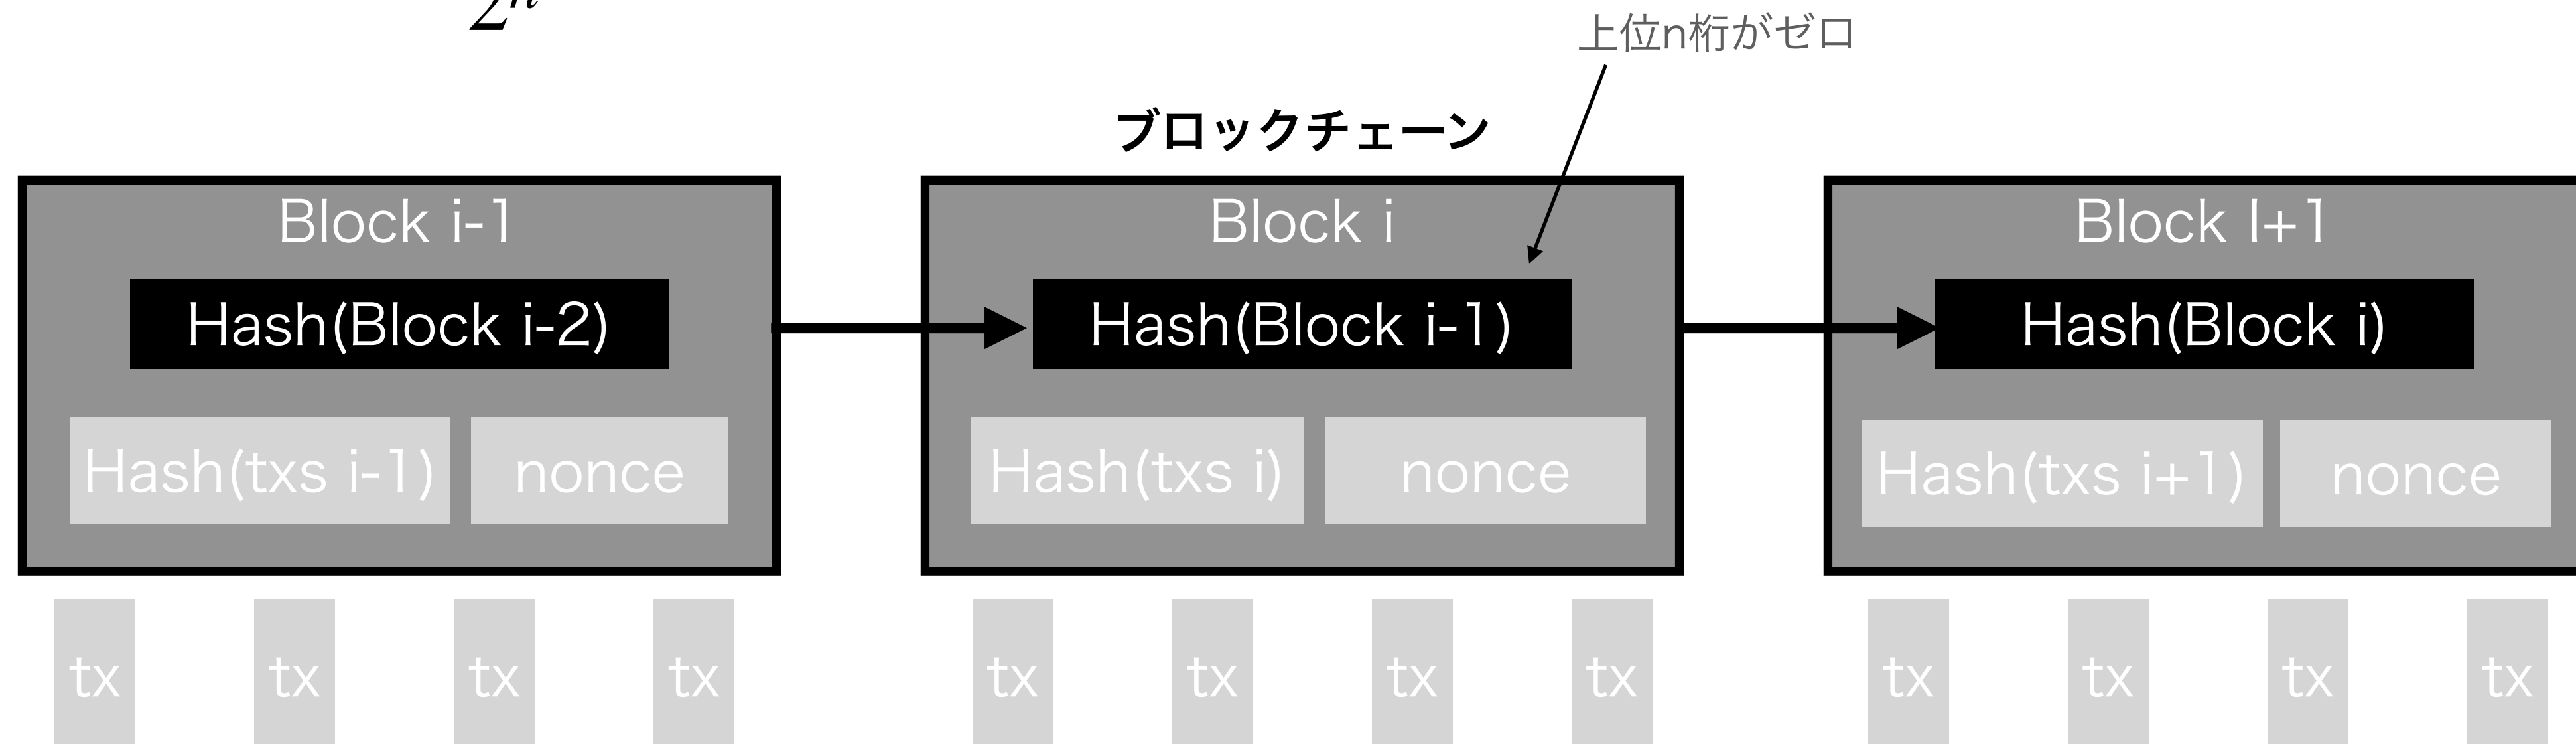 2ⁿ
上位n桁がゼロ
ブロックチェーン
Block i-1
Hash(Block i-2)
Hash(txs i-1)
nonce
tx
tx
tx
tx
Block i
Hash(Block i-1)
Hash(txs i)
nonce
tx
tx
tx
tx
Block I+1
Hash(Block i)
Hash(txs i+1)
nonce
tx
tx
tx
tx